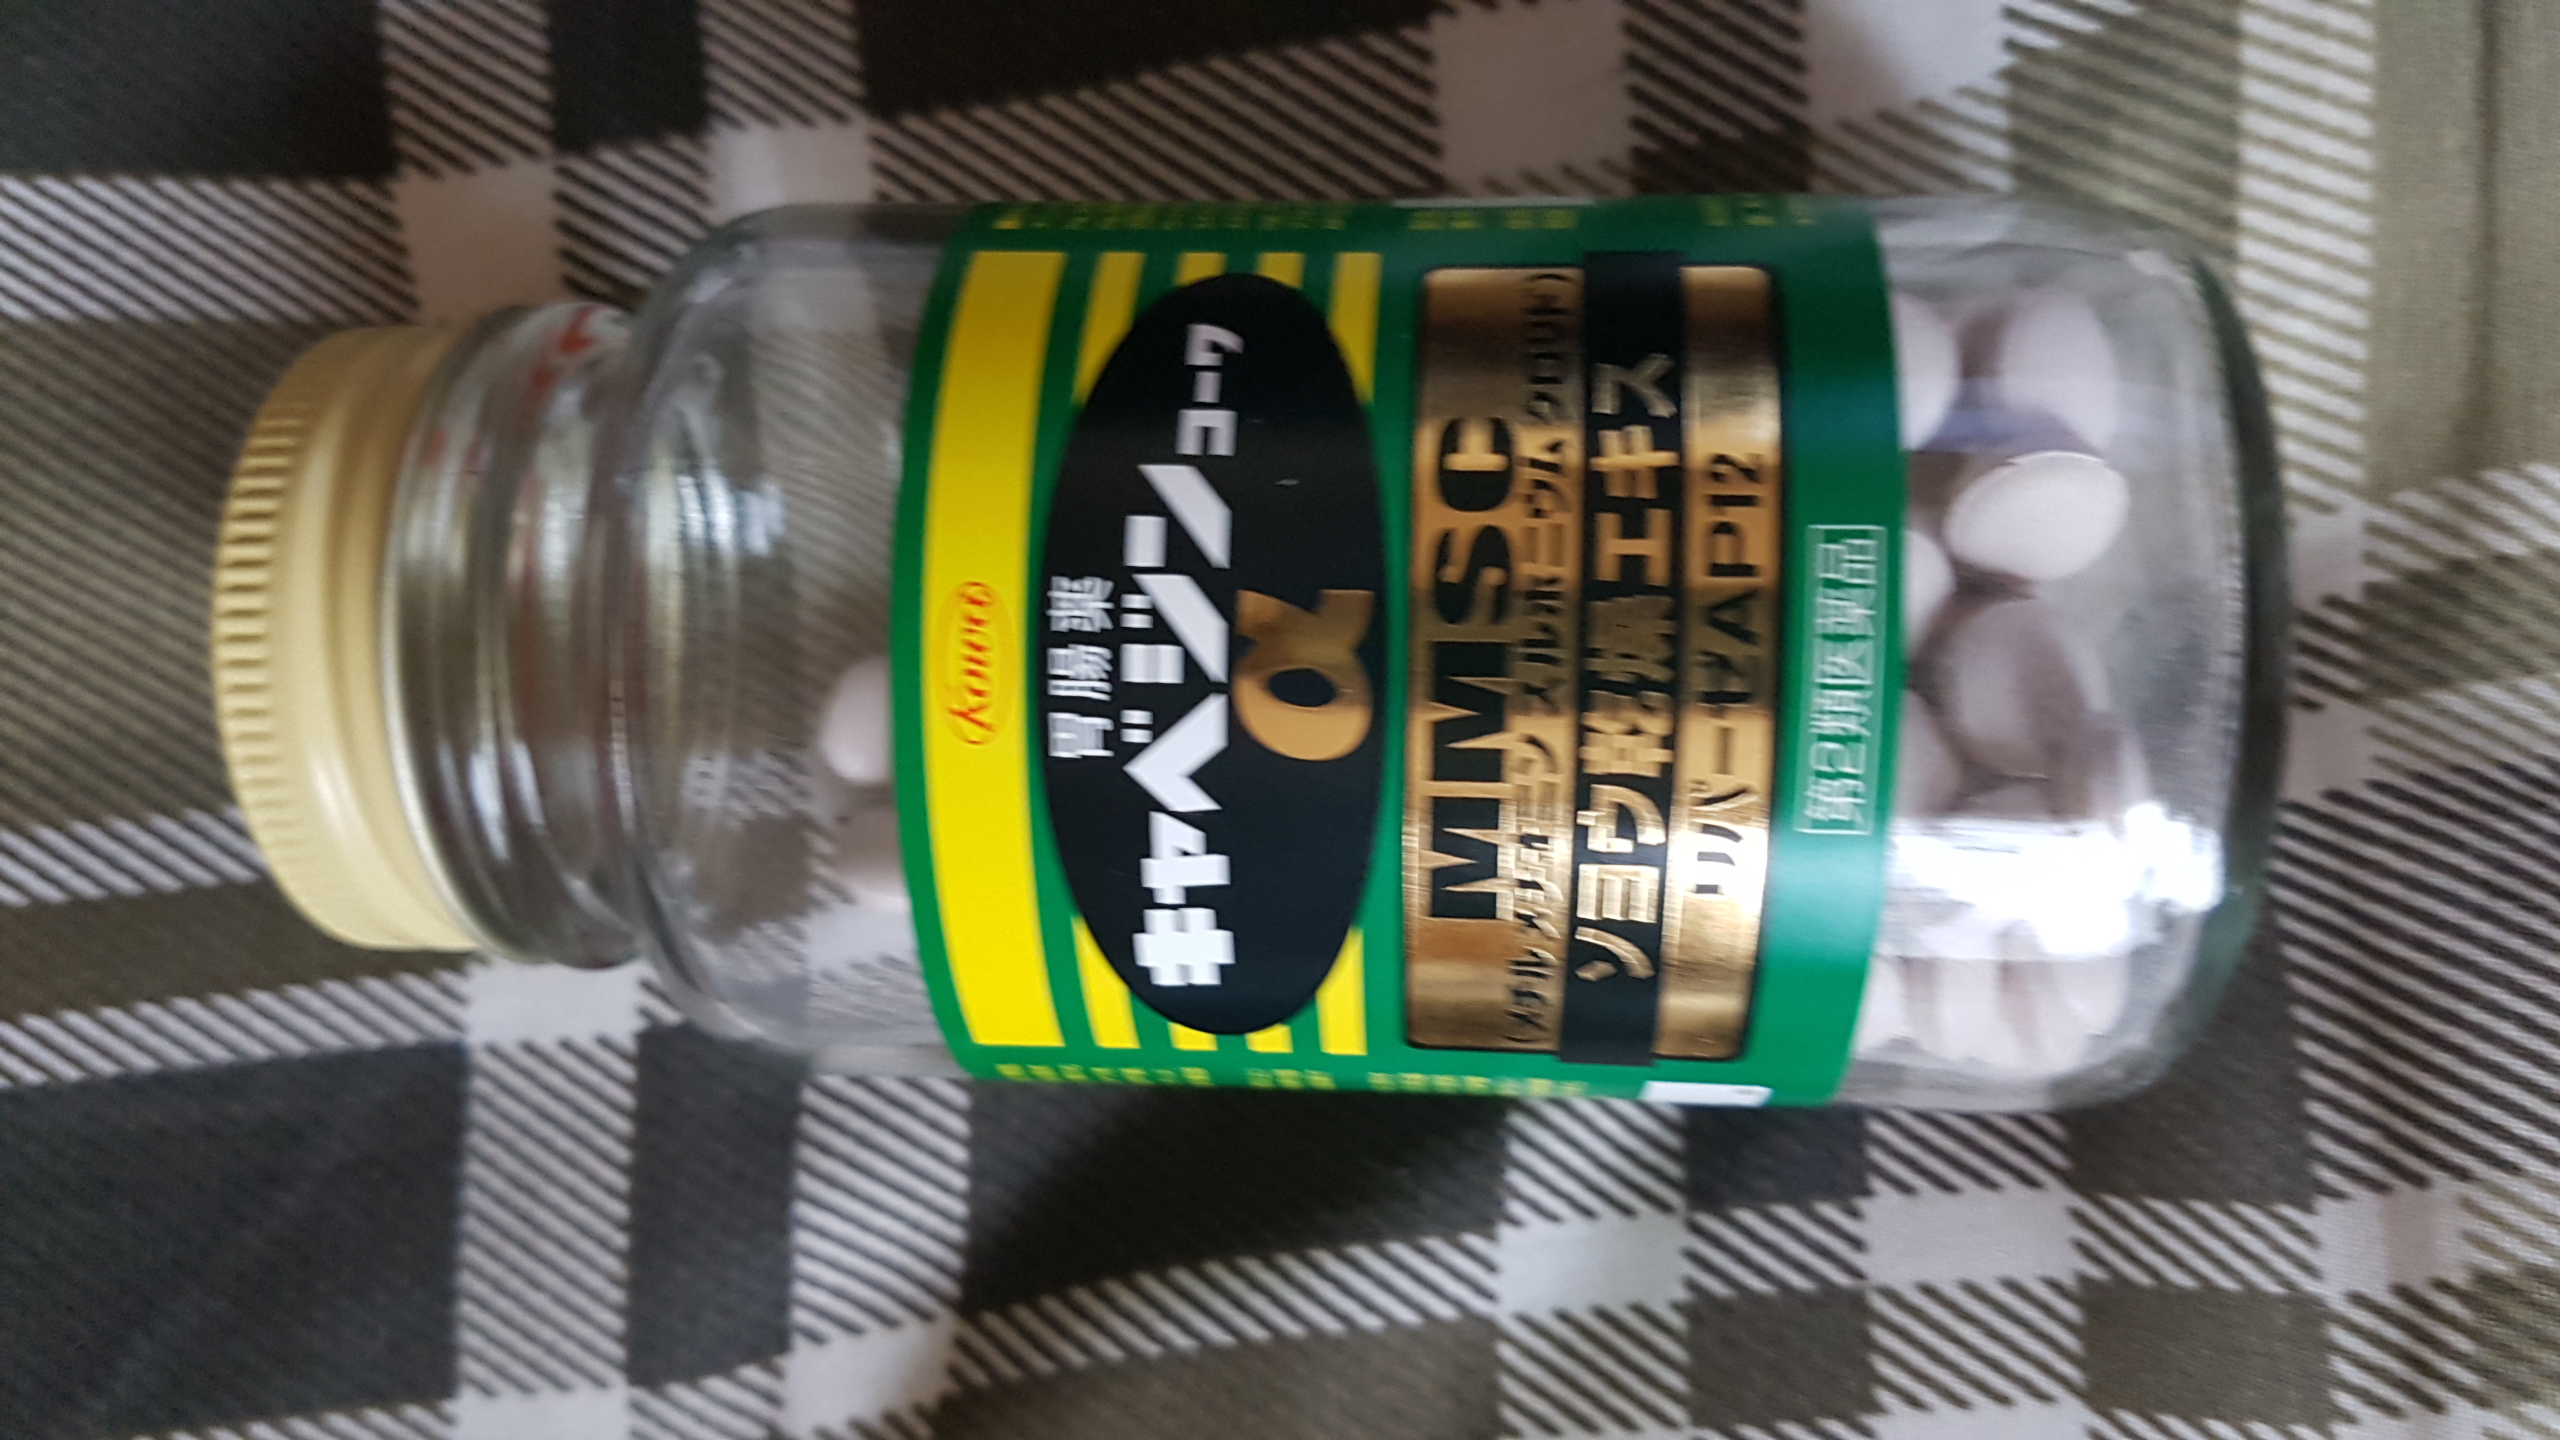 kowa
胃腸薬
キャベジンコーワ
α
MMSC
(メチルメチオニンスルホニウムクロリド)
ソヨウ乾燥エキス
リパーゼAP12
第2類医薬品